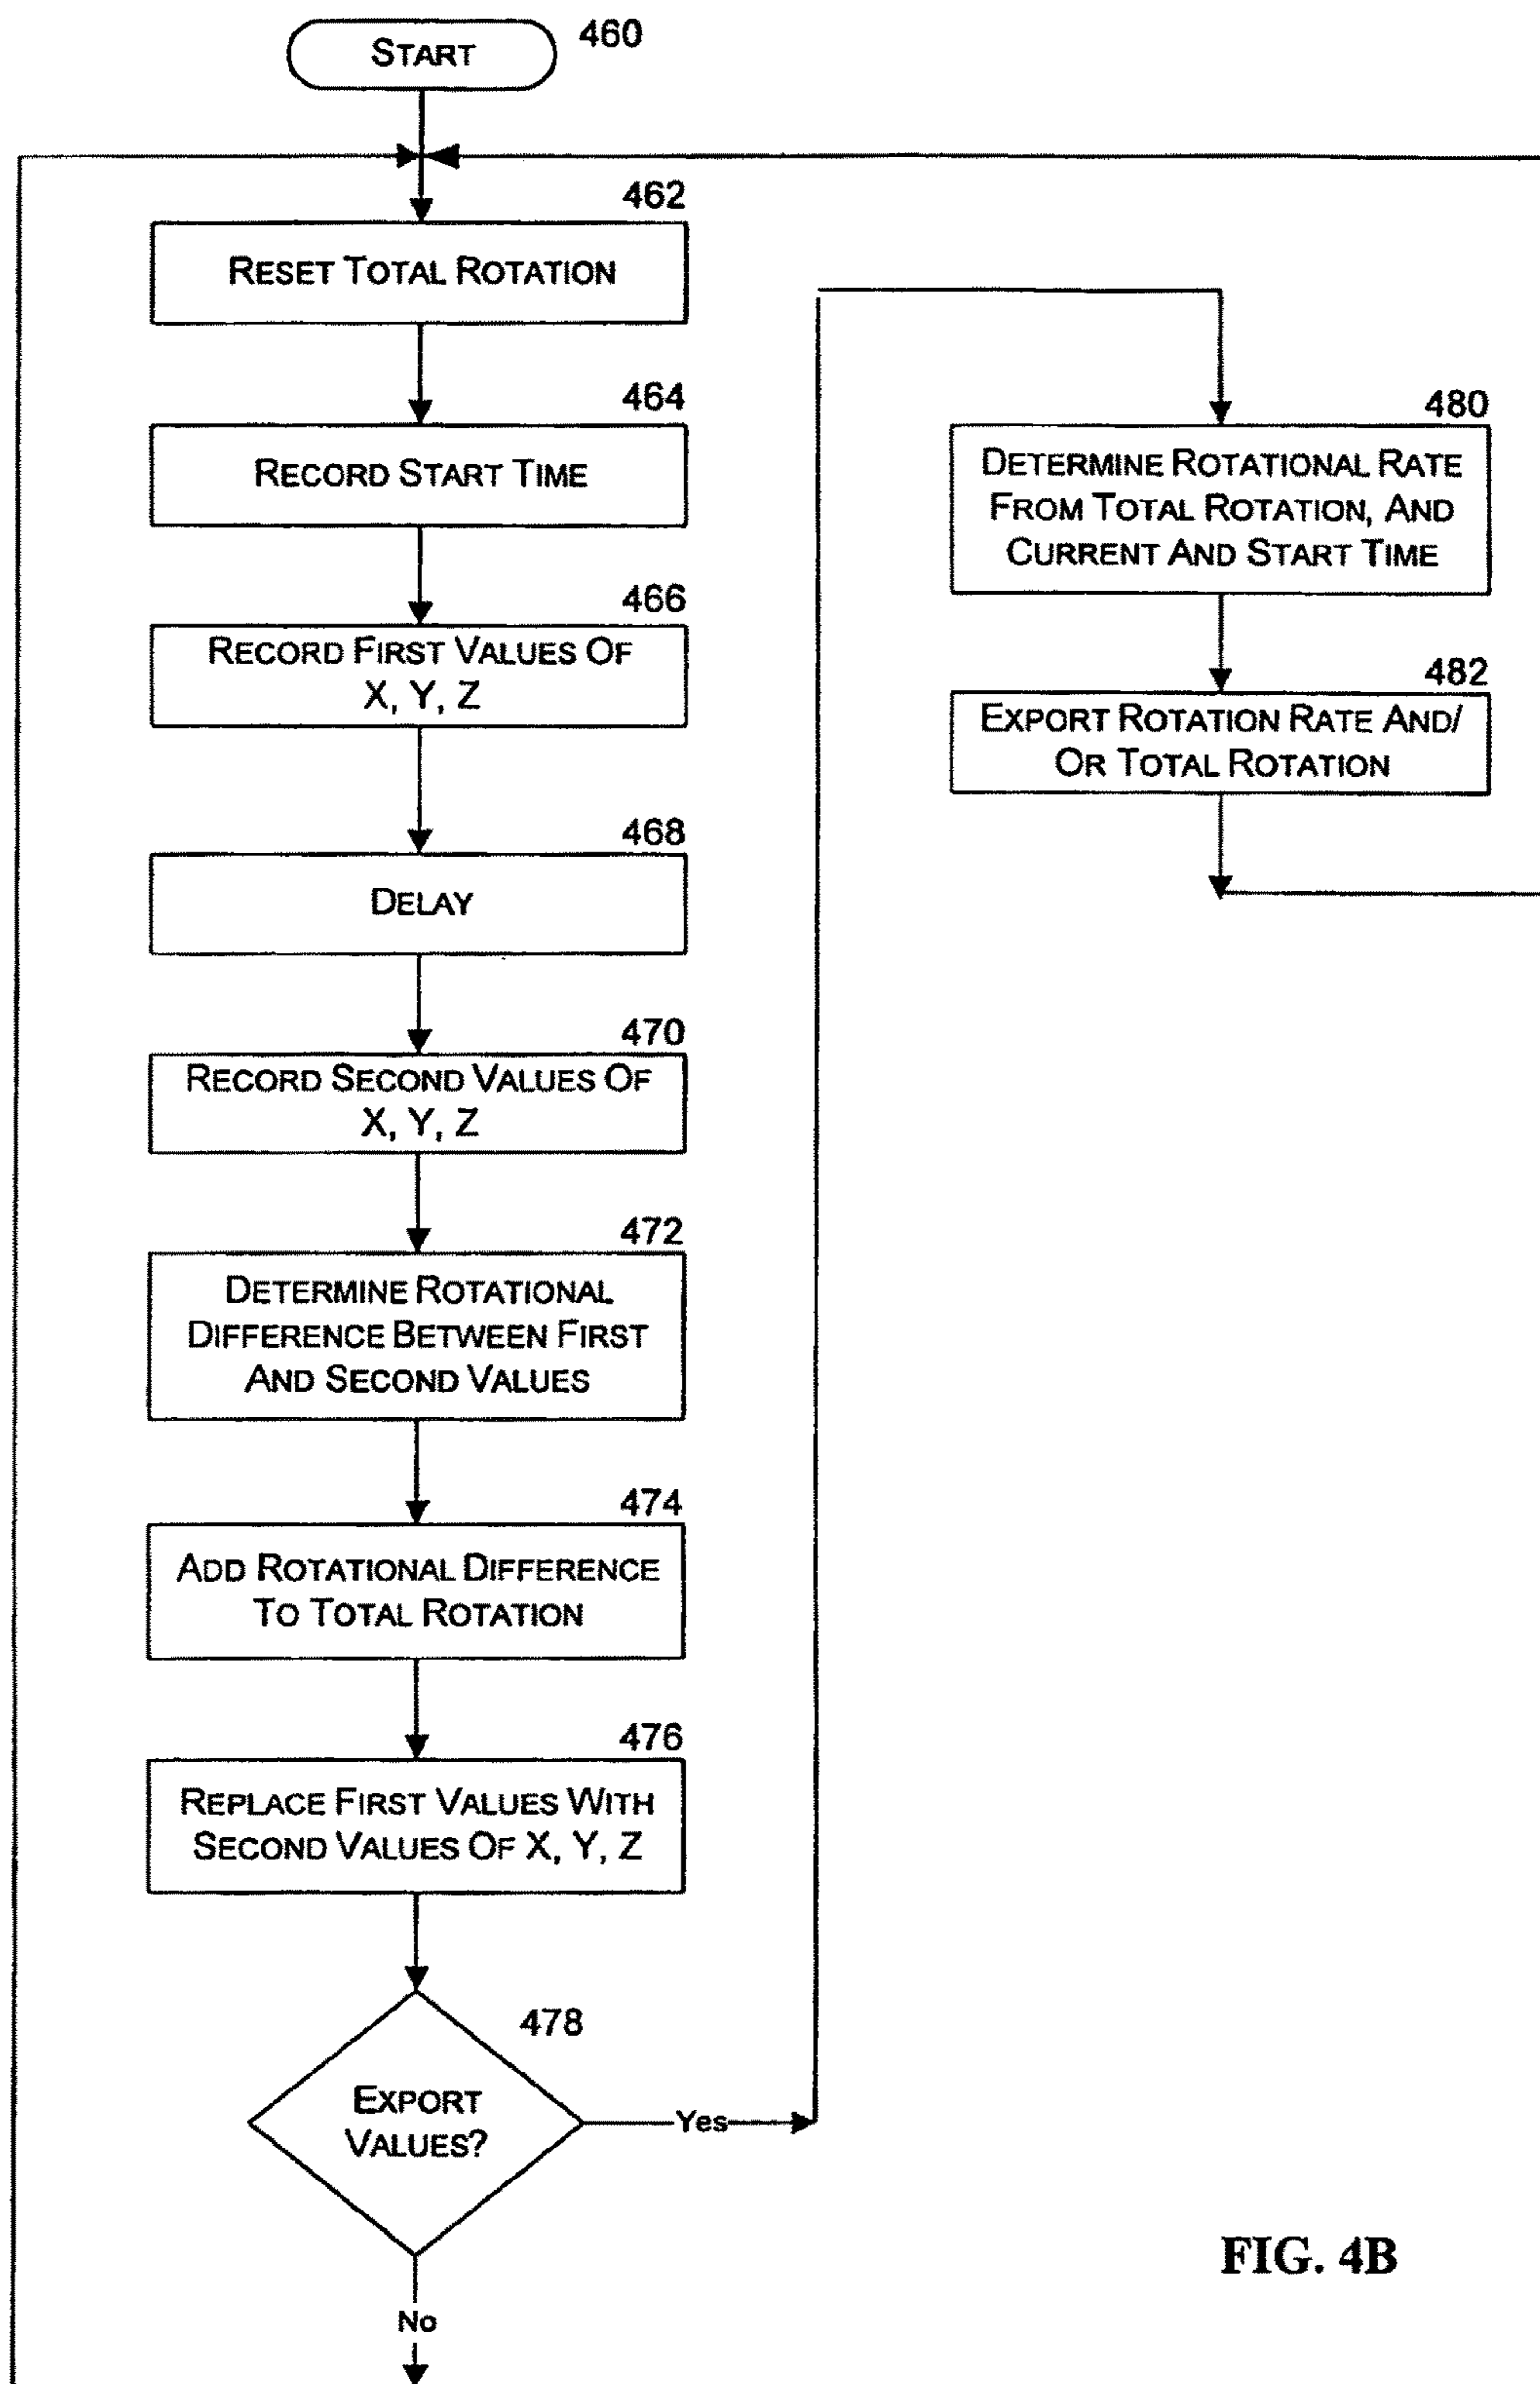 START
460
462
RESET TOTAL ROTATION
464
RECORD START TIME
466
RECORD FIRST VALUES OF
X, Y, Z
468
DELAY
470
RECORD SECOND VALUES OF
X, Y, Z
472
DETERMINE ROTATIONAL
DIFFERENCE BETWEEN FIRST
AND SECOND VALUES
474
ADD ROTATIONAL DIFFERENCE
TO TOTAL ROTATION
476
REPLACE FIRST VALUES WITH
SECOND VALUES OF X, Y, Z
478
EXPORT
VALUES?
Yes
No
480
DETERMINE ROTATIONAL RATE
FROM TOTAL ROTATION, AND
CURRENT AND START TIME
482
EXPORT ROTATION RATE AND/
OR TOTAL ROTATION
FIG. 4B